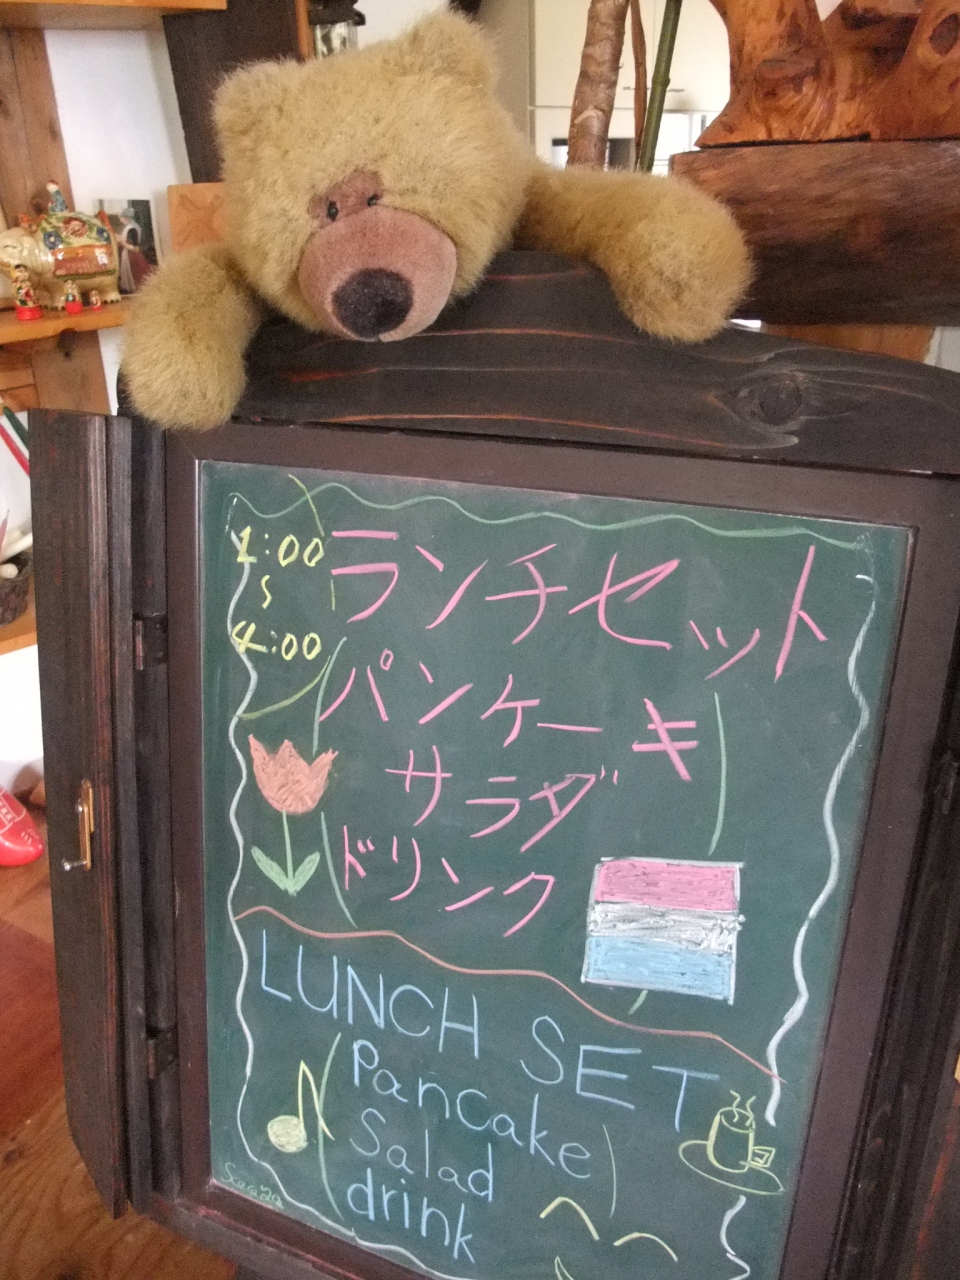 1:00
〜
4:00
ランチセット
パンケーキ
サラダ
ドリンク
LUNCH SET
Pancake
Salad
drink